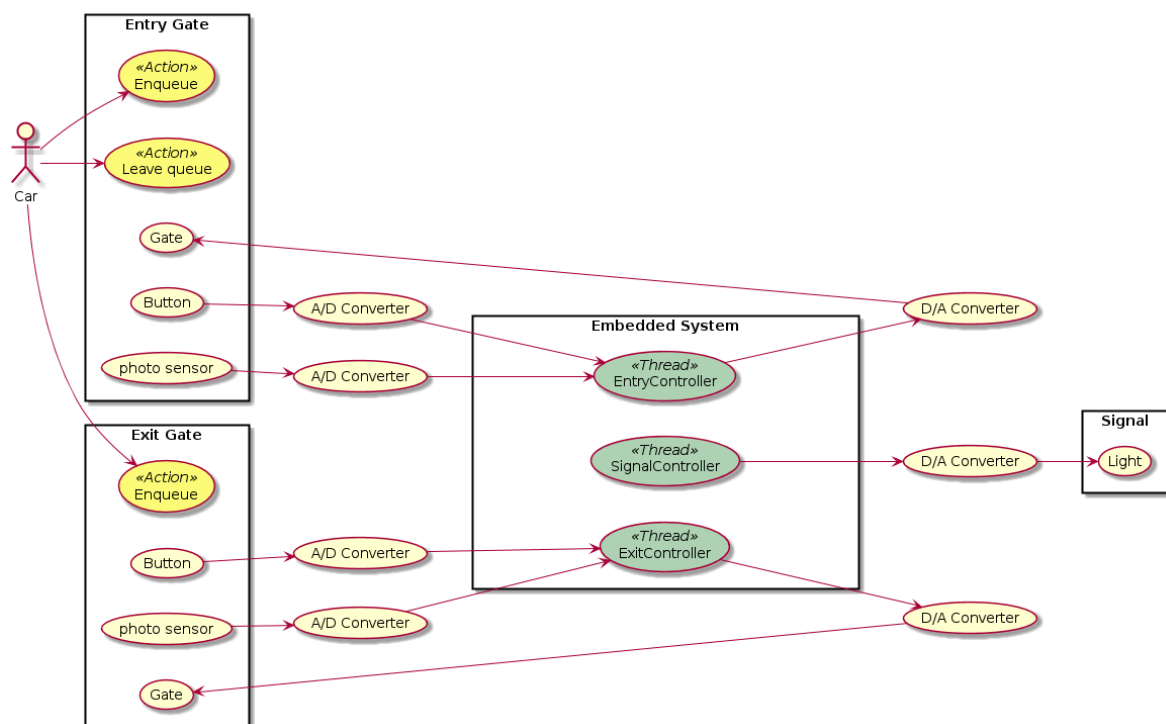 Entry Gate
«Action»
Enqueue
«Action»
Leave queue
Car
Gate
Button
photo sensor
A/D Converter
A/D Converter
Embedded System
«Thread»
EntryController
«Thread»
SignalController
«Thread»
ExitController
D/A Converter
D/A Converter
Signal
Light
Exit Gate
«Action»
Enqueue
Button
photo sensor
Gate
A/D Converter
A/D Converter
D/A Converter